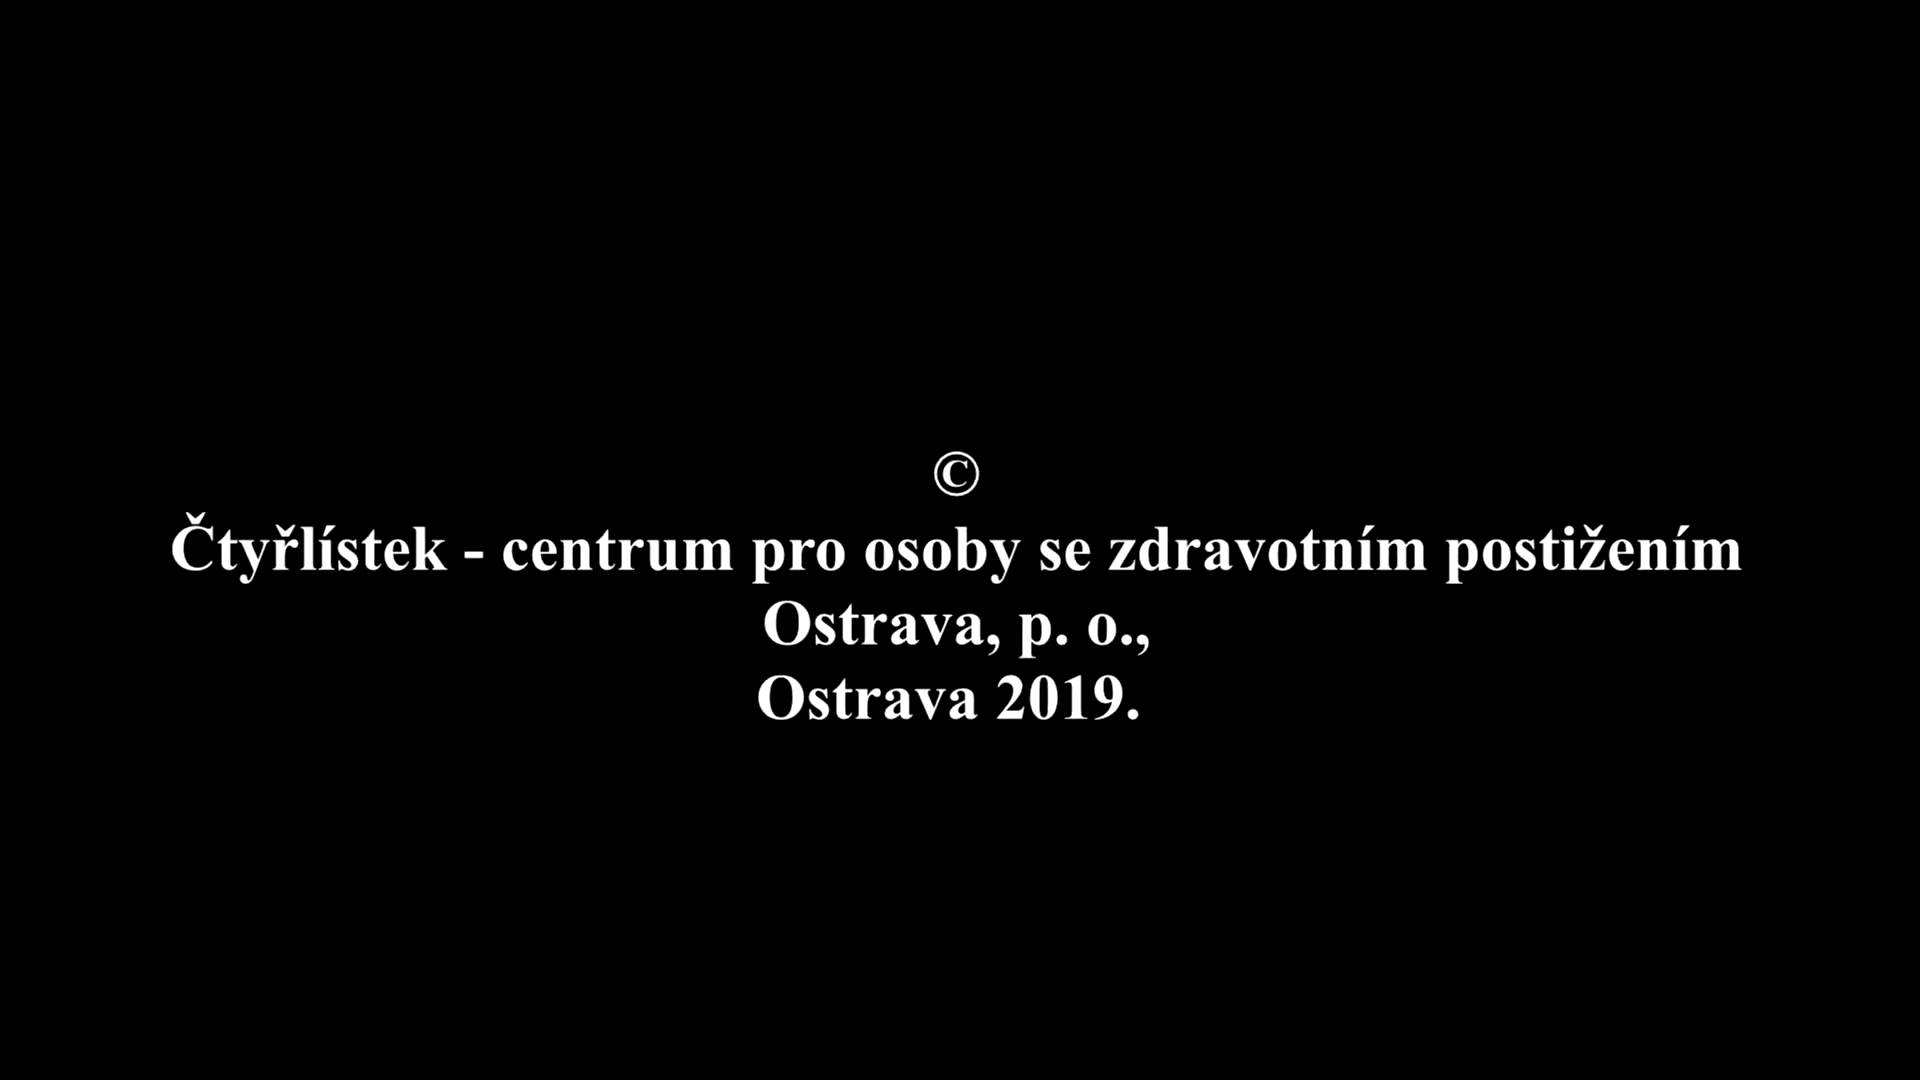 ©
Čtyřlístek - centrum pro osoby se zdravotním postižením
Ostrava, p. o.,
Ostrava 2019.